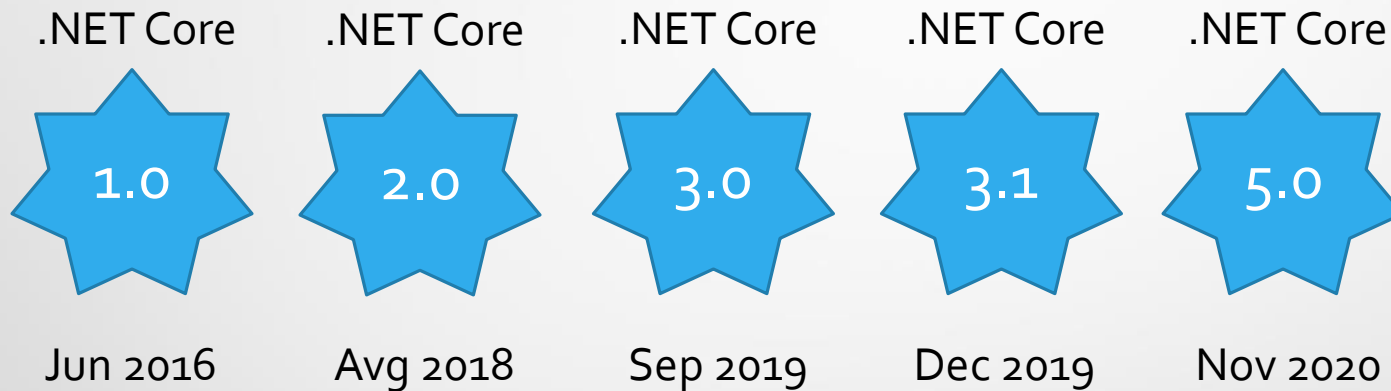 .NET Core .NET Core .NET Core .NET Core .NET Core
1.0 2.0 3.0 3.1 5.0
Jun 2016 Avg 2018 Sep 2019 Dec 2019 Nov 2020